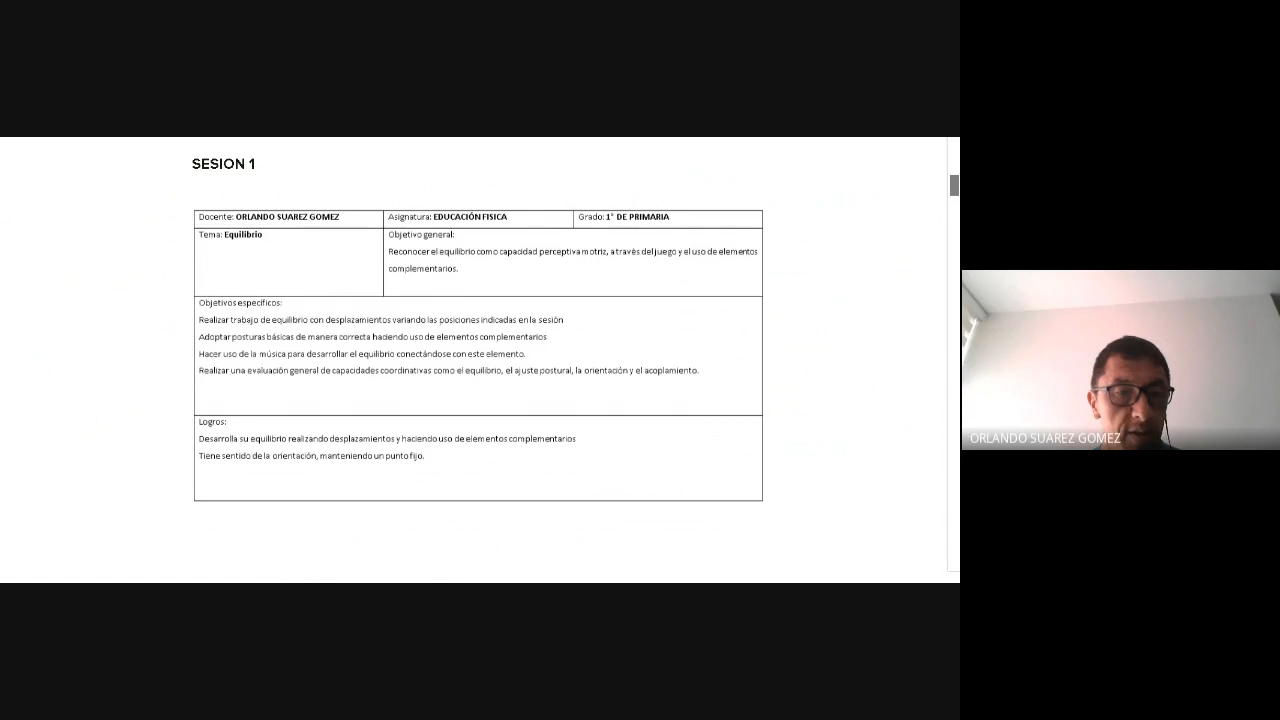 SESION 1
Docente: ORLANDO SUAREZ GOMEZ
Asignatura: EDUCACIÓN FISICA
Grado: 1° DE PRIMARIA
Tema: Equilibrio
Objetivo general:
Reconocer el equilibrio como capacidad perceptiva motriz, a través del juego y el uso de elementos
complementarios.
Objetivos específicos:
Realizar trabajo de equilibrio con desplazamientos variando las posiciones indicadas en la sesión
Adoptar posturas básicas de manera correcta haciendo uso de elementos complementarios
Hacer uso de la música para desarrollar el equilibrio conectándose con este elemento.
Realizar una evaluación general de capacidades coordinativas como el equilibrio, el ajuste postural, la orientación y el acoplamiento.
Logros:
Desarrolla su equilibrio realizando desplazamientos y haciendo uso de elementos complementarios
Tiene sentido de la orientación, manteniendo un punto fijo.
ORLANDO SUAREZ GOMEZ